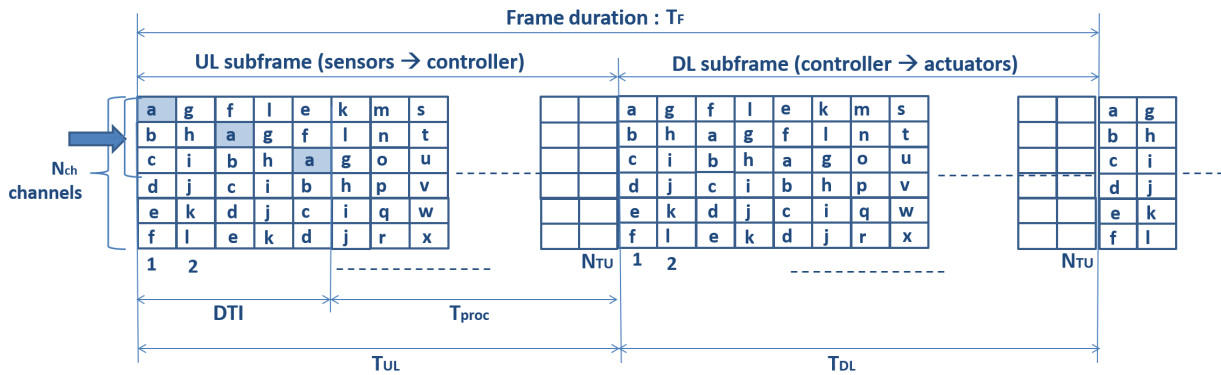 Frame duration : TF
UL subframe (sensors → controller) DL subframe (controller → actuators)
a g f l e k m s a g f l e k m s a g
b h a g f l n t b h a g f l n t b h
c i b h a g o u c i b h a g o u c i
d j c i b h p v d j c i b h p v d j
e k d j c i q w e k d j c i q w e k
f l e k d j r x f l e k d j r x f l
Nch
channels
1 2 NTU 1 2 NTU
DTI Tproc
TUL TDL